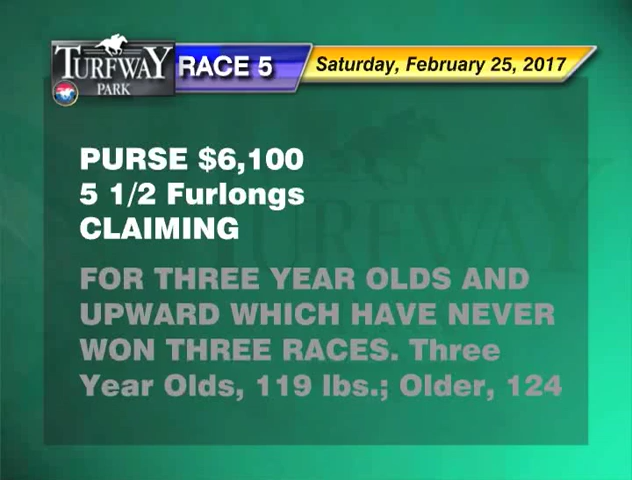 TURFWAY
PARK
RACE 5
Saturday, February 25, 2017
PURSE $6,100
5 1/2 Furlongs
CLAIMING
FOR THREE YEAR OLDS AND
UPWARD WHICH HAVE NEVER
WON THREE RACES. Three
Year Olds, 119 lbs.; Older, 124
TURFWAY